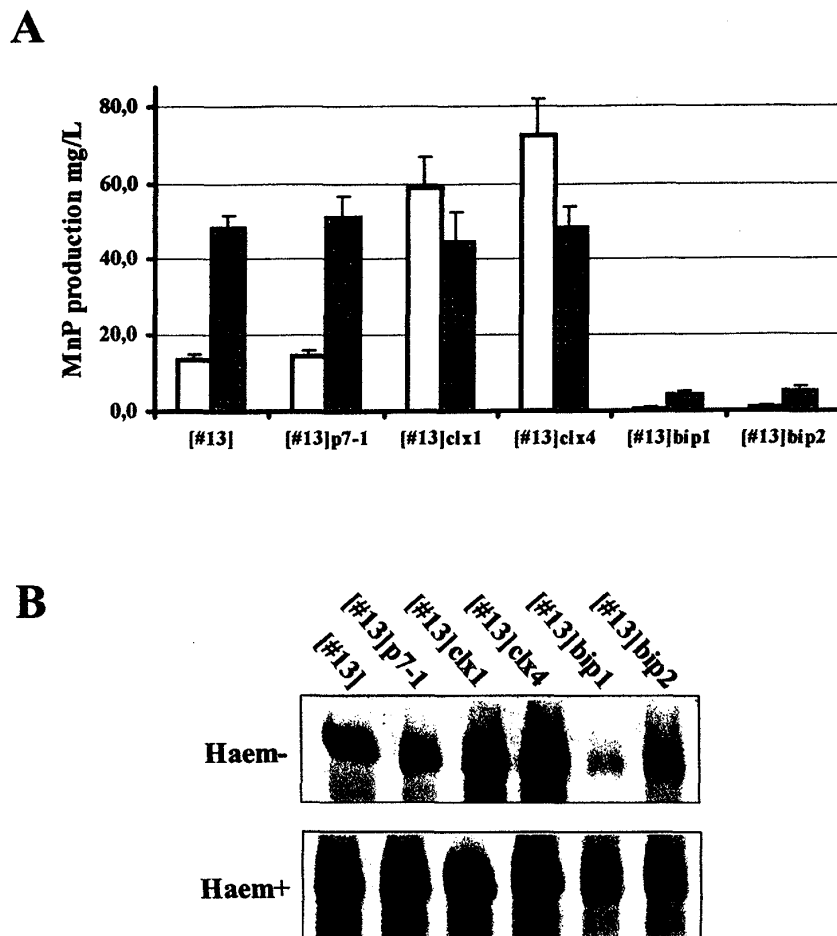 A
MnP production mg/L
80,0
60,0
40,0
20,0
0,0
[#13]
[#13]p7-1
[#13]clx1
[#13]clx4
[#13]bip1
[#13]bip2
B
[#13]
[#13]p7-1
[#13]clx1
[#13]clx4
[#13]bip1
[#13]bip2
Haem-
Haem+